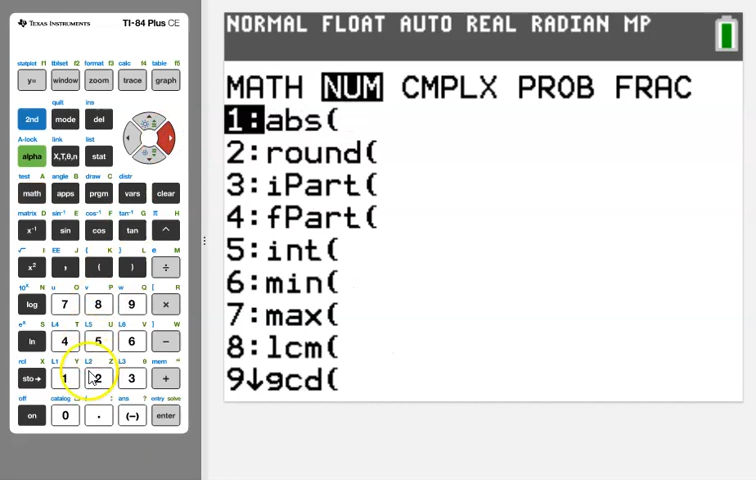 TEXAS INSTRUMENTS TI-84 Plus CE
statplot f1 tblset f2 format f3 calc f4 table f5
y= window zoom trace graph
quit ins
2nd mode del
A-lock link list
alpha X,T,θ,n stat
test A angle B draw C distr
math apps prgm vars clear
matrix D sin⁻¹ E cos⁻¹ F tan⁻¹ G π H
x⁻¹ sin cos tan ^
√ I EE J { K } L e M
x² , ( ) ÷
10ˣ N u O v P w Q [ R
log 7 8 9 ×
eˣ S L4 T L5 U L6 V ] W
ln 4 5 6 −
rcl X L1 Y L2 Z L3 θ mem "
sto→ 1 2 3 +
off catalog i : ans ? entry solve
on 0 . (−) enter
NORMAL FLOAT AUTO REAL RADIAN MP
MATH NUM CMPLX PROB FRAC
1:abs(
2:round(
3:iPart(
4:fPart(
5:int(
6:min(
7:max(
8:lcm(
9↓gcd(